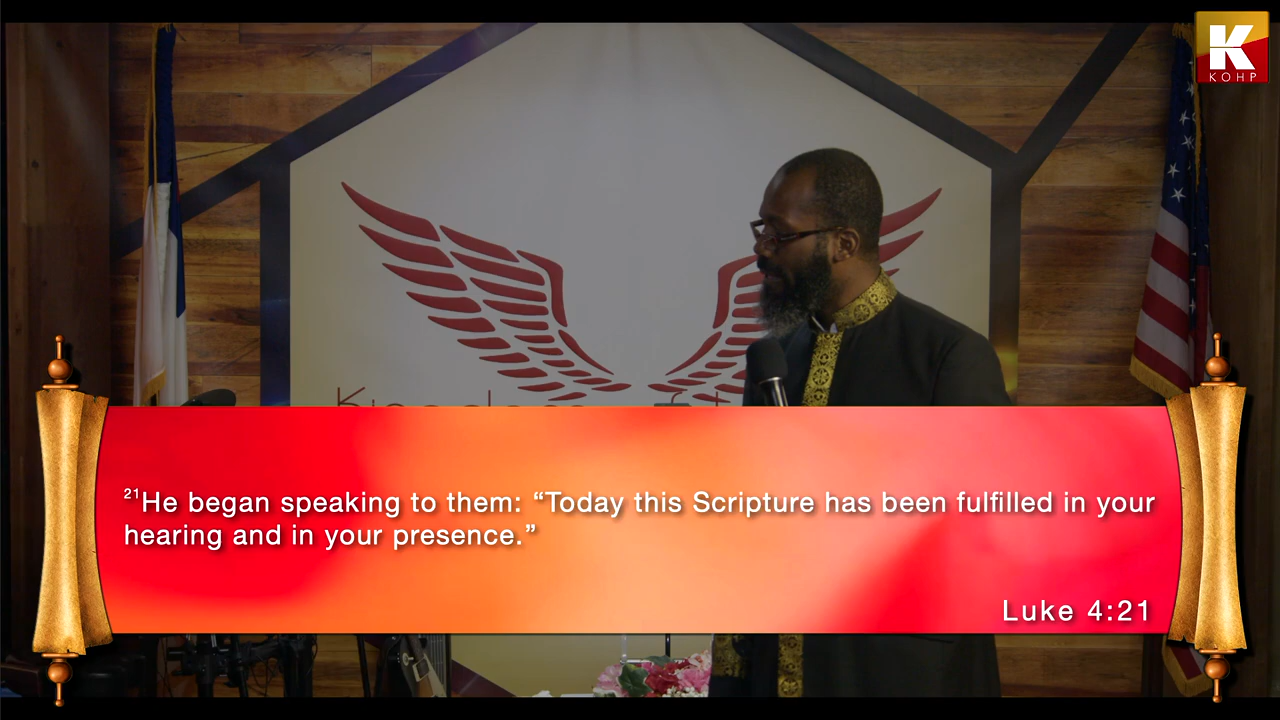 K
KOHP
²¹He began speaking to them: “Today this Scripture has been fulfilled in your
hearing and in your presence.”
Luke 4:21